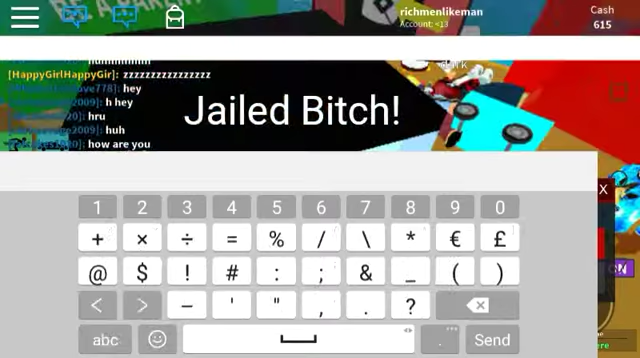 richmenlikeman
Account: <13
Cash
615
[HappyGirlHappyGir]: zzzzzzzzzzzzzzzzz
hey
h hey
hru
huh
how are you
Jailed Bitch!
X
1 2 3 4 5 6 7 8 9 0
+ × ÷ = % / \ * € £
@ $ ! # : ; & _ ( )
< > – ' " , . ?
abc . Send